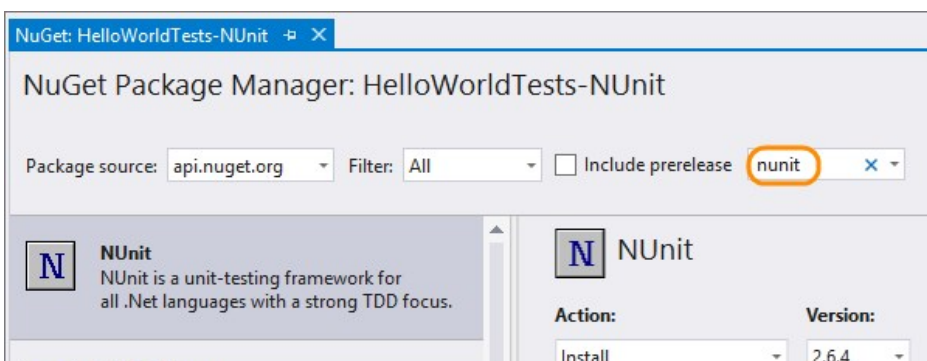 NuGet: HelloWorldTests-NUnit
NuGet Package Manager: HelloWorldTests-NUnit
Package source: api.nuget.org Filter: All Include prerelease nunit
N NUnit
NUnit is a unit-testing framework for
all .Net languages with a strong TDD focus.
N NUnit
Action: Version:
Install 2.6.4